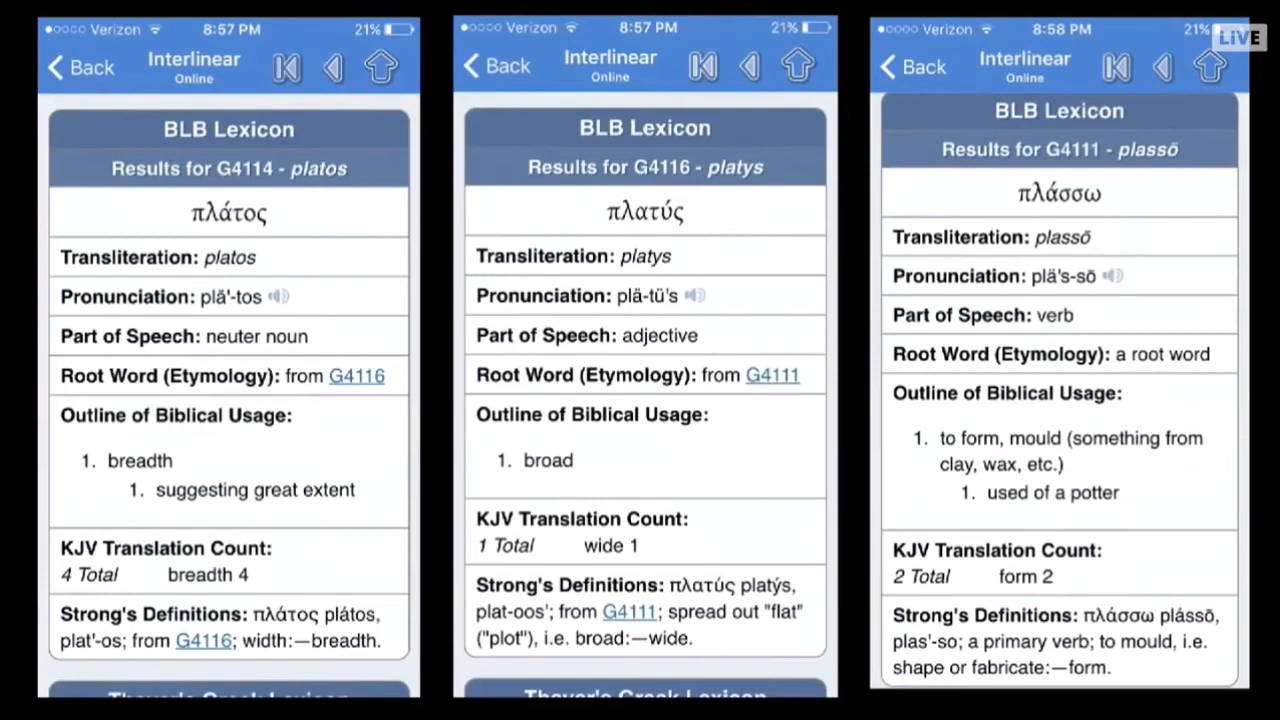 Verizon 8:57 PM 21%
Back Interlinear
Online
BLB Lexicon
Results for G4114 - platos
πλάτος
Transliteration: platos
Pronunciation: plä'-tos
Part of Speech: neuter noun
Root Word (Etymology): from G4116
Outline of Biblical Usage:
1. breadth
1. suggesting great extent
KJV Translation Count:
4 Total breadth 4
Strong's Definitions: πλάτος plátos,
plat'-os; from G4116; width:—breadth.
Thayer's Greek Lexicon
Verizon 8:57 PM 21%
Back Interlinear
Online
BLB Lexicon
Results for G4116 - platys
πλατύς
Transliteration: platys
Pronunciation: plä-tü's
Part of Speech: adjective
Root Word (Etymology): from G4111
Outline of Biblical Usage:
1. broad
KJV Translation Count:
1 Total wide 1
Strong's Definitions: πλατύς platýs,
plat-oos'; from G4111; spread out "flat"
("plot"), i.e. broad:—wide.
Thayer's Greek Lexicon
Verizon 8:58 PM 21%
LIVE
Back Interlinear
Online
BLB Lexicon
Results for G4111 - plassō
πλάσσω
Transliteration: plassō
Pronunciation: plä's-sō
Part of Speech: verb
Root Word (Etymology): a root word
Outline of Biblical Usage:
1. to form, mould (something from
clay, wax, etc.)
1. used of a potter
KJV Translation Count:
2 Total form 2
Strong's Definitions: πλάσσω plássō,
plas'-so; a primary verb; to mould, i.e.
shape or fabricate:—form.